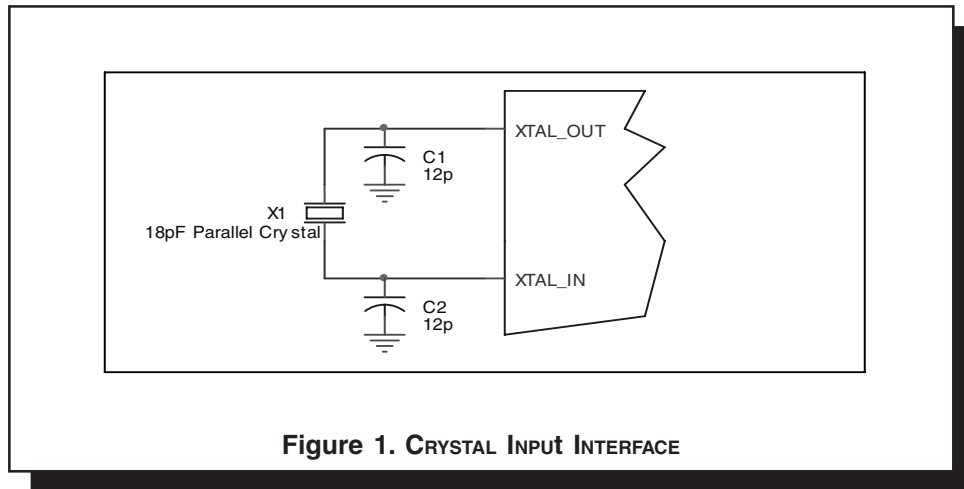 XTAL_OUT
C1
12p
X1
18pF Parallel Crystal
XTAL_IN
C2
12p
Figure 1. CRYSTAL INPUT INTERFACE